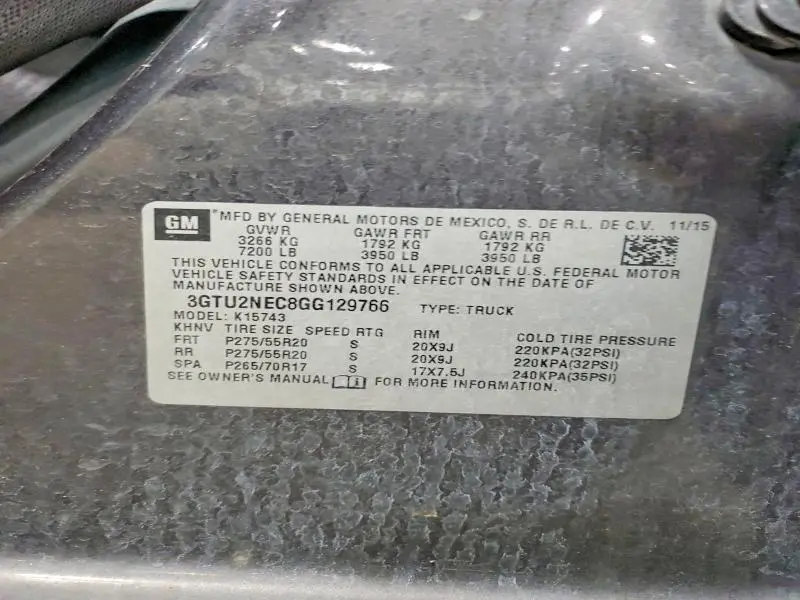 GM *MFD BY GENERAL MOTORS DE MEXICO, S. DE R.L. DE C.V. 11/15
GVWR GAWR FRT GAWR RR
3266 KG 1792 KG 1792 KG
7200 LB 3950 LB 3950 LB
THIS VEHICLE CONFORMS TO ALL APPLICABLE U.S. FEDERAL MOTOR
VEHICLE SAFETY STANDARDS IN EFFECT ON THE DATE OF
MANUFACTURE SHOWN ABOVE.
3GTU2NEC8GG129766 TYPE: TRUCK
MODEL: K15743
KHNV TIRE SIZE SPEED RTG RIM COLD TIRE PRESSURE
FRT P275/55R20 S 20X9J 220KPA(32PSI)
RR P275/55R20 S 20X9J 220KPA(32PSI)
SPA P265/70R17 S 17X7.5J 240KPA(35PSI)
SEE OWNER'S MANUAL FOR MORE INFORMATION.